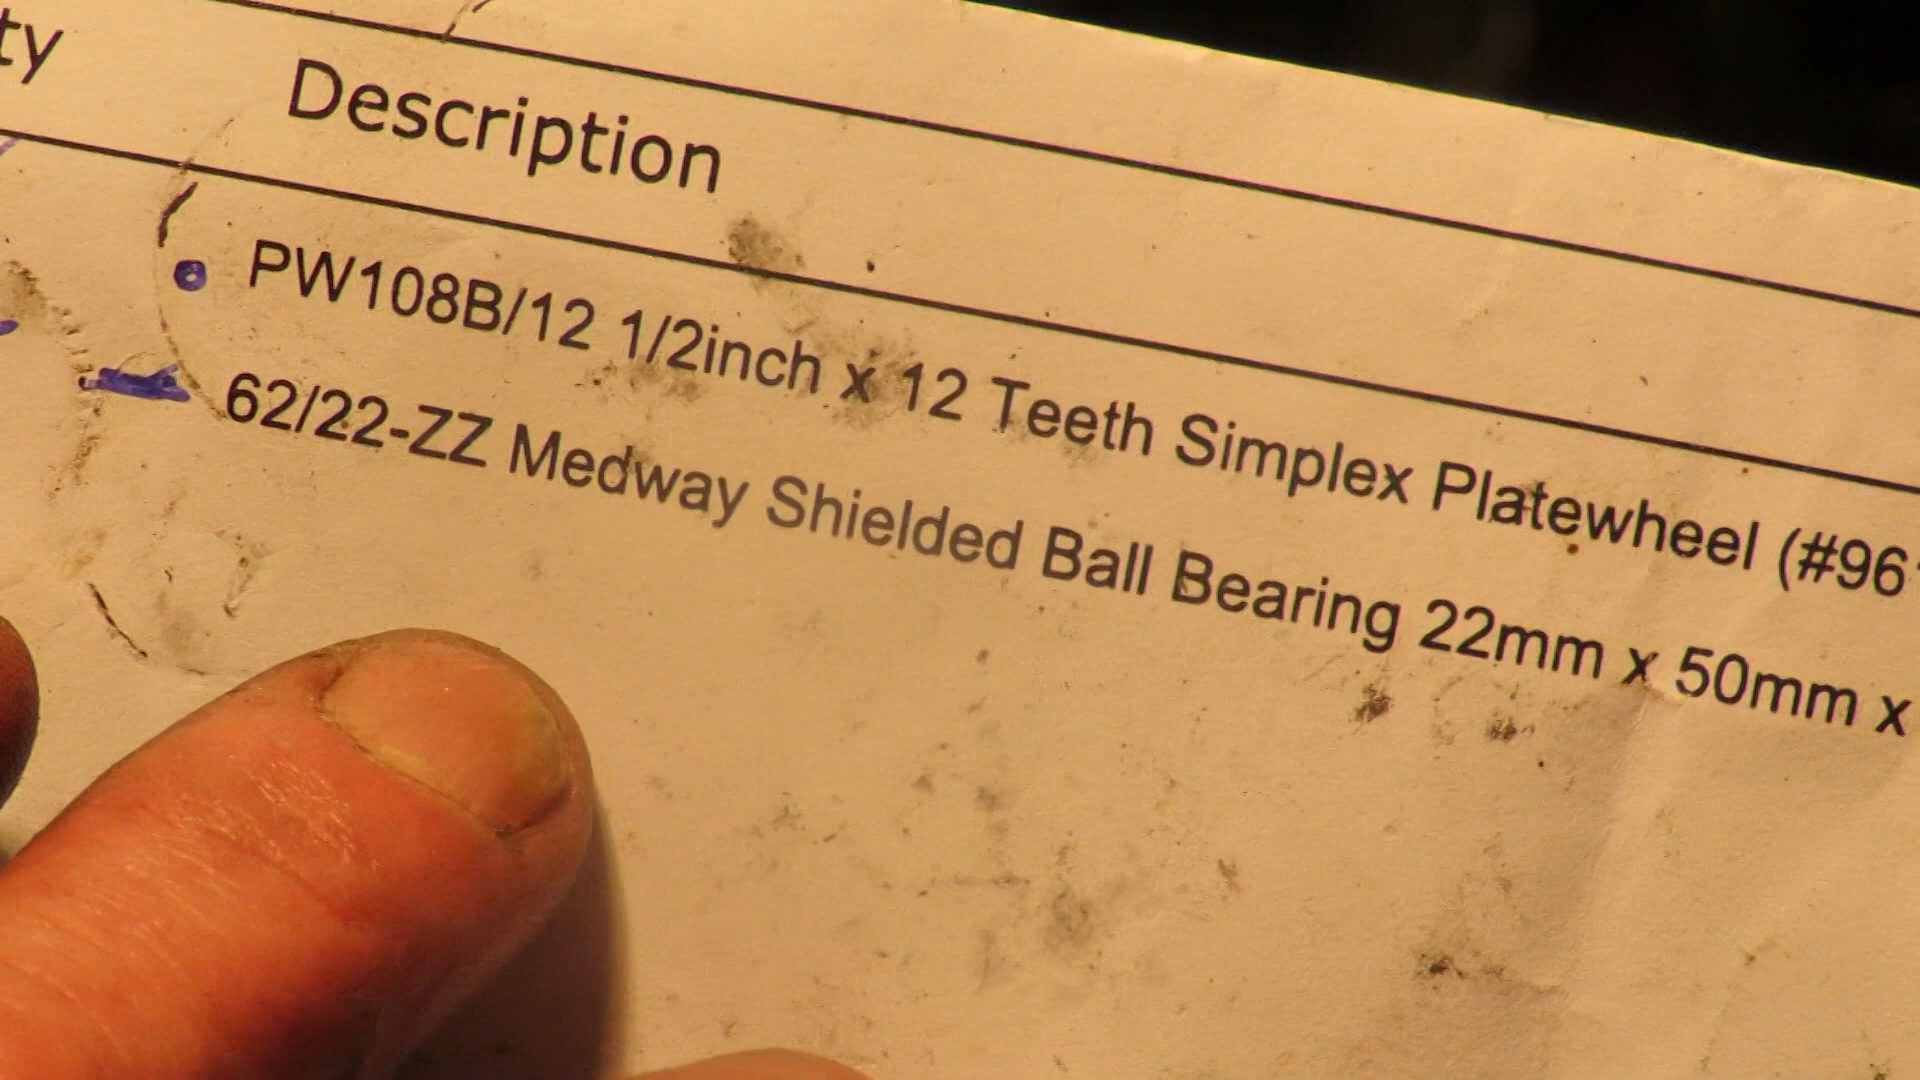 ty Description
PW108B/12 1/2inch x 12 Teeth Simplex Platewheel (#96
62/22-ZZ Medway Shielded Ball Bearing 22mm x 50mm x